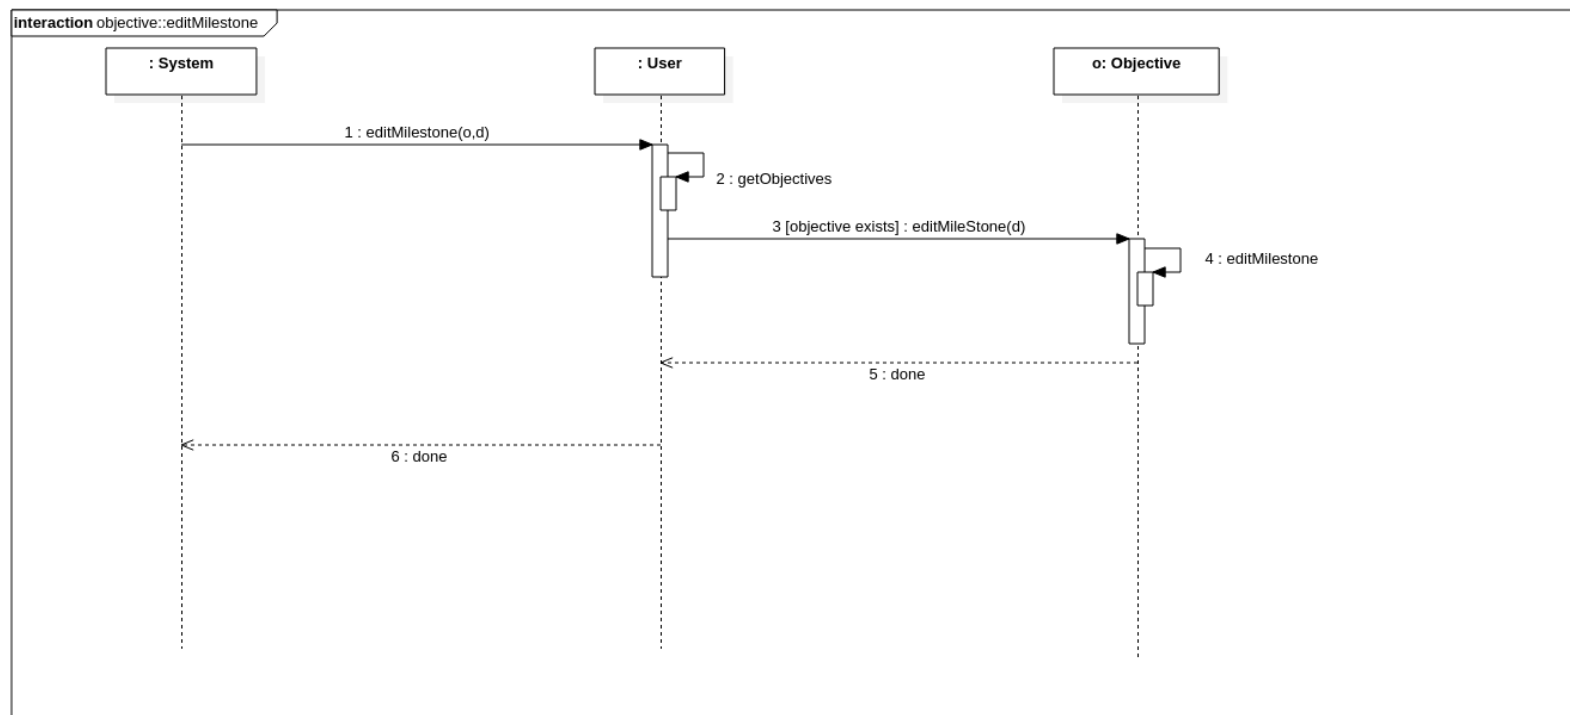 interaction objective::editMilestone
: System
: User
o: Objective
1 : editMilestone(o,d)
2 : getObjectives
3 [objective exists] : editMileStone(d)
4 : editMilestone
5 : done
6 : done